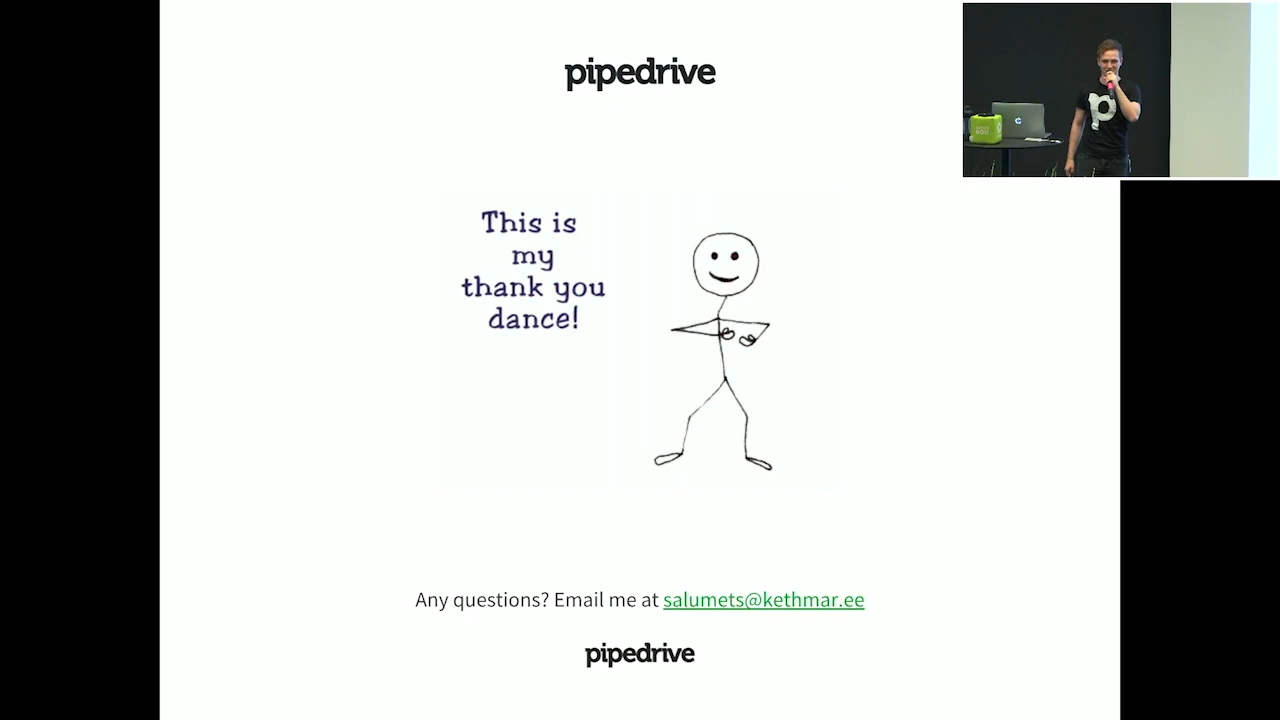 pipedrive
This is
my
thank you
dance!
Any questions? Email me at salumets@kethmar.ee
pipedrive
p